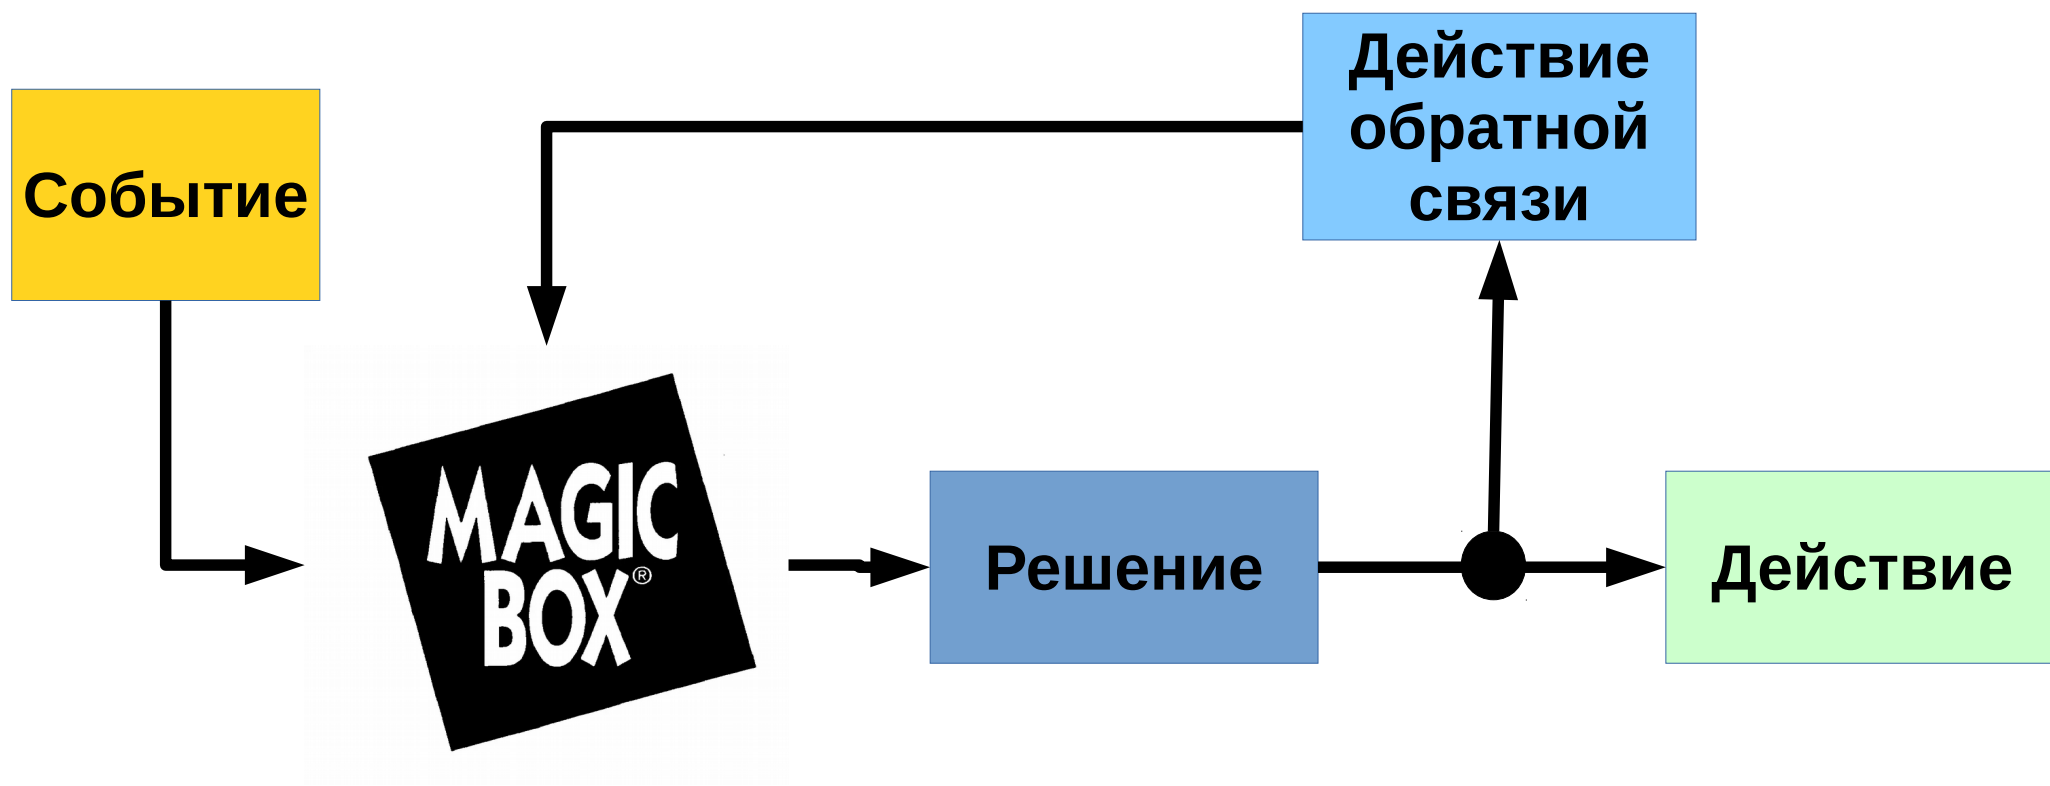 Событие
Действие
обратной
связи
MAGIC
BOX®
Решение
Действие